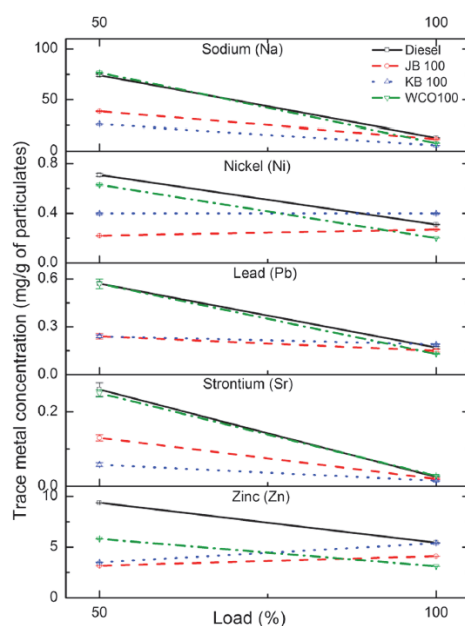 50 100
Sodium (Na)
Diesel
JB 100
KB 100
WCO100
100
50
0
Nickel (Ni)
0.8
0.4
0.0
Lead (Pb)
0.6
0.3
0.0
Strontium (Sr)
0.2
0.0
Zinc (Zn)
10
5
0
50 100
Load (%)
Trace metal concentration (mg/g of particulates)